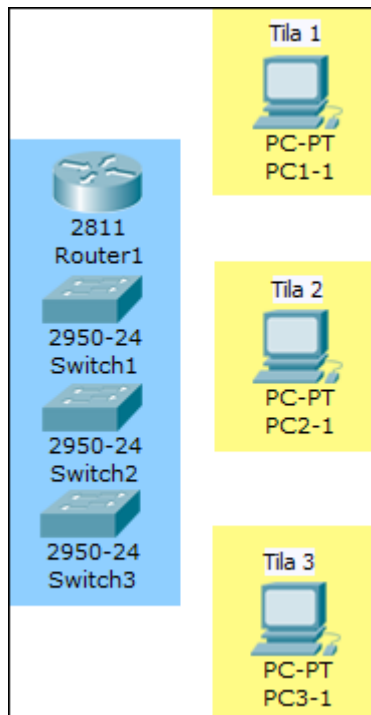 Tila 1
PC-PT
PC1-1
2811
Router1
2950-24
Switch1
2950-24
Switch2
2950-24
Switch3
Tila 2
PC-PT
PC2-1
Tila 3
PC-PT
PC3-1